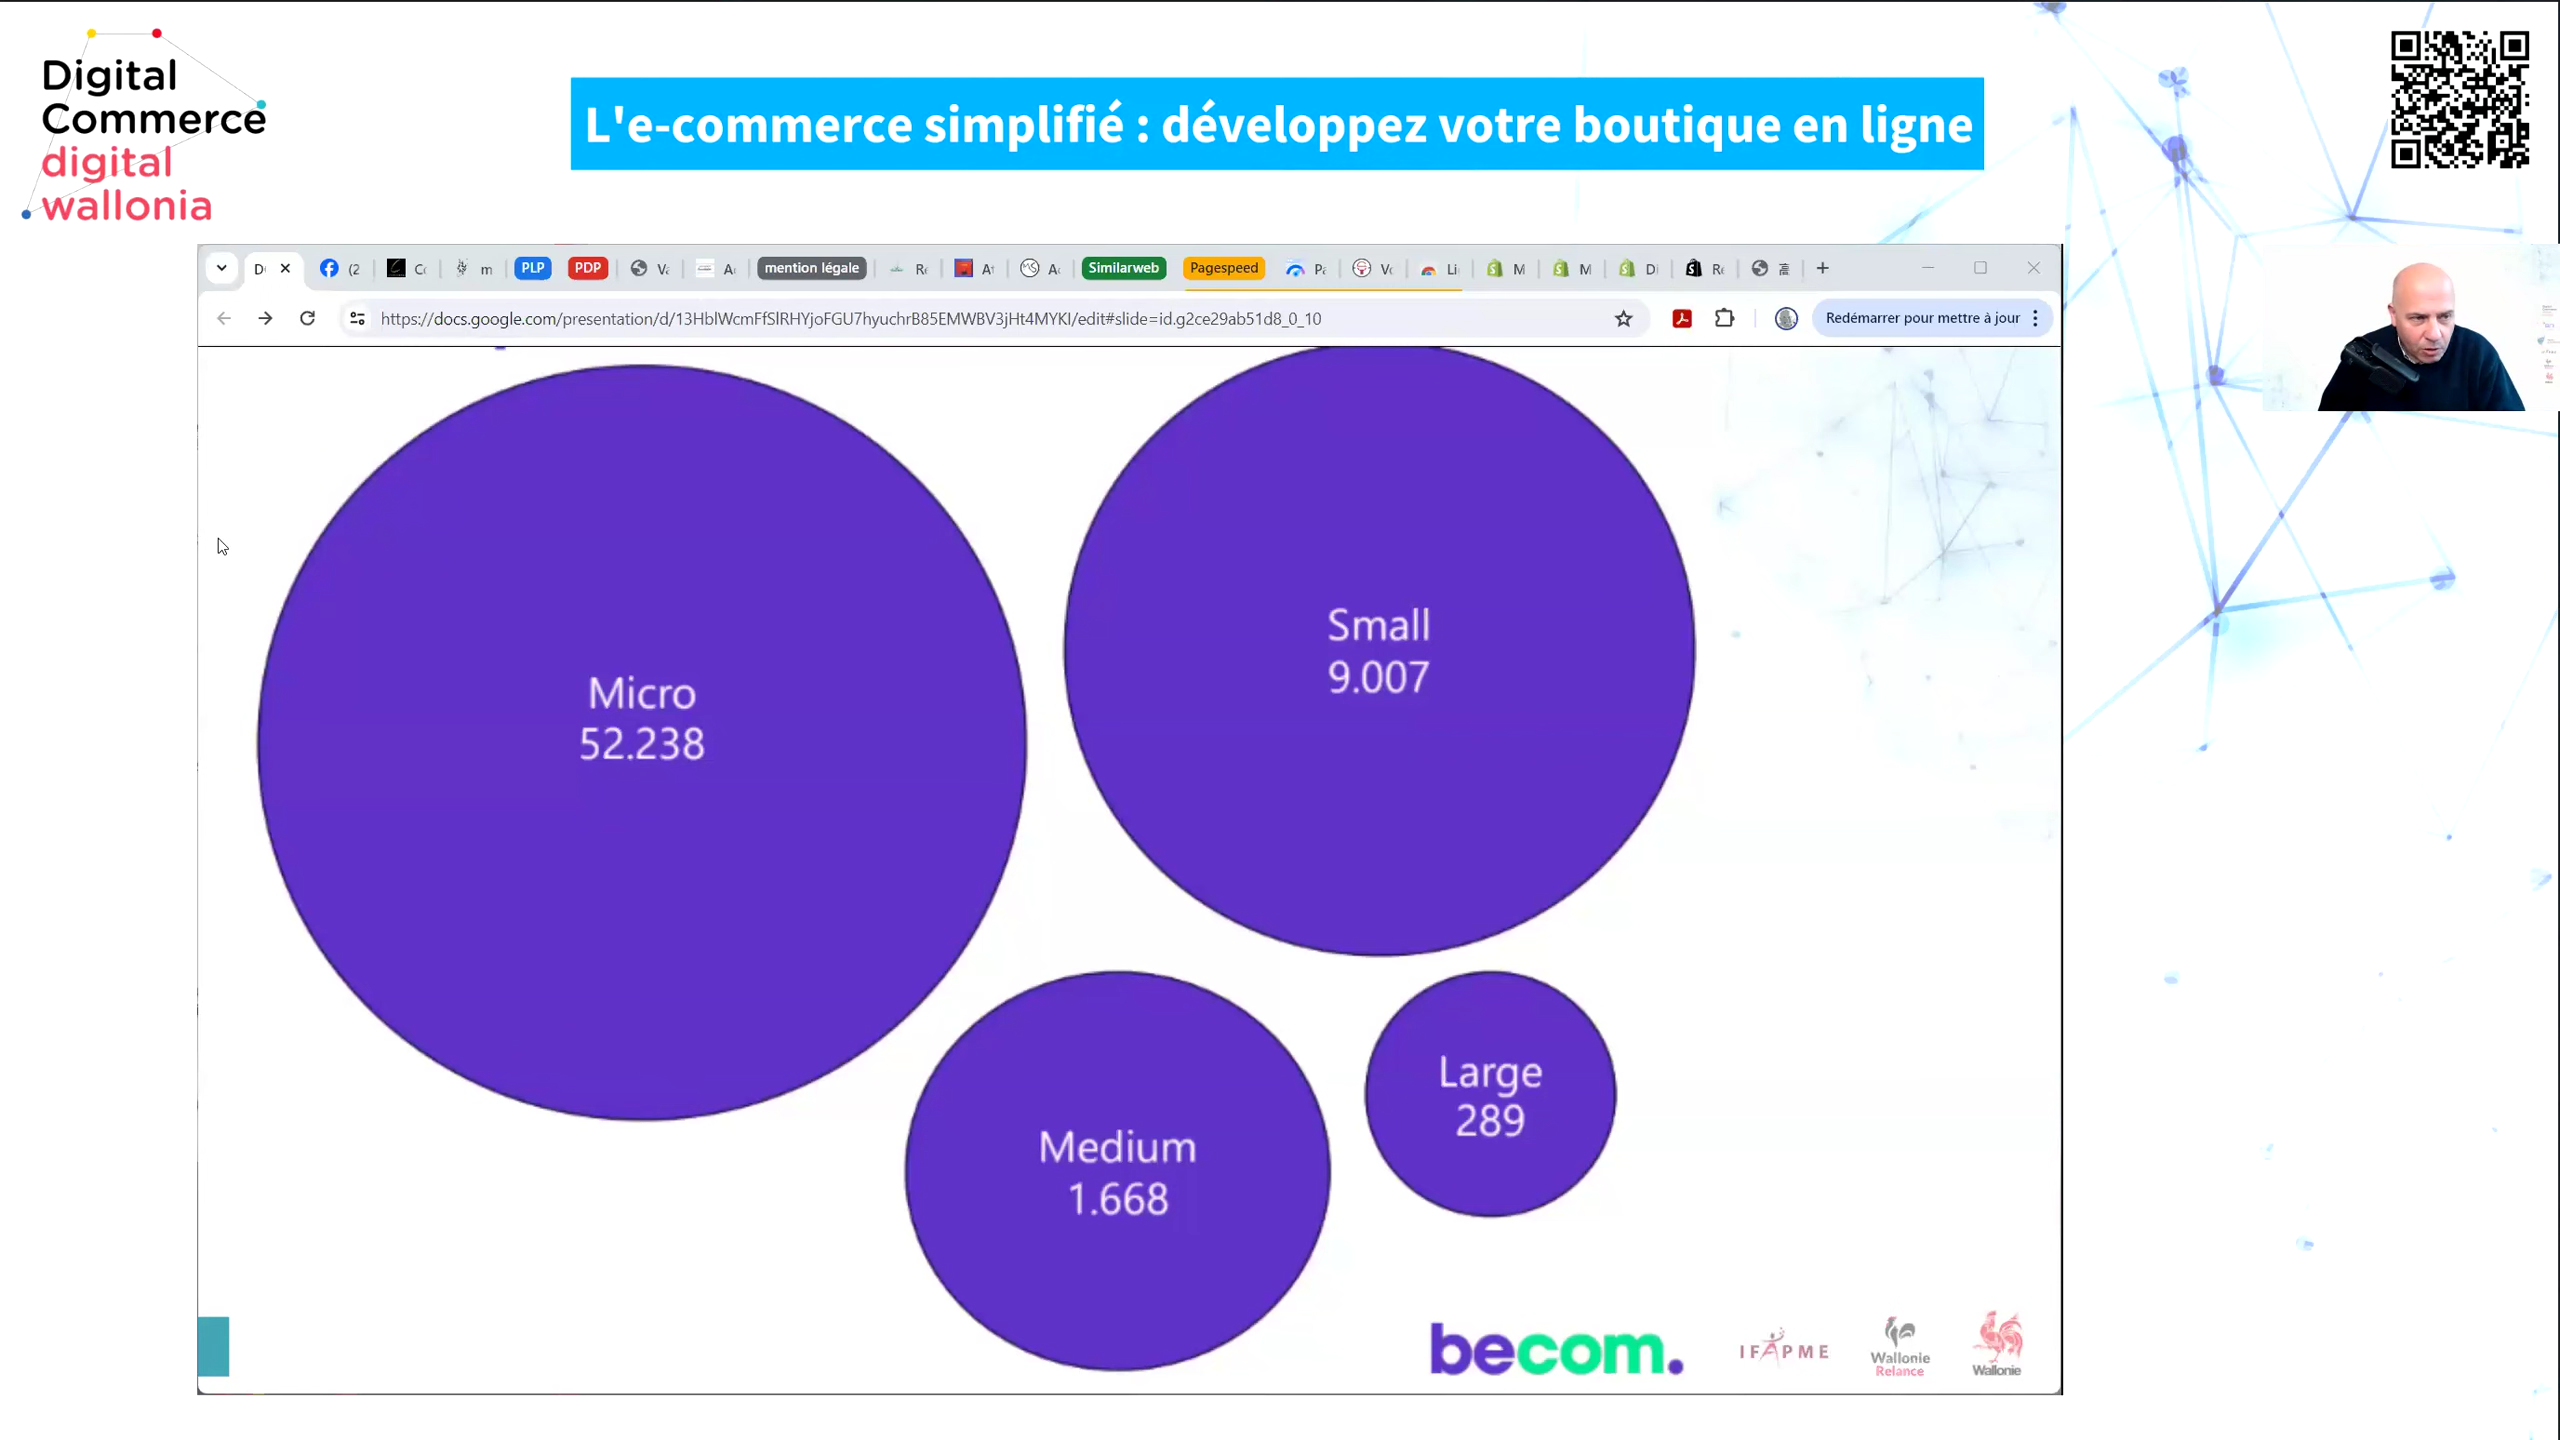 Digital
Commerce
digital
wallonia
L'e-commerce simplifié : développez votre boutique en ligne
PLP
PDP
mention légale
Similarweb
Pagespeed
https://docs.google.com/presentation/d/13HblWcmFfSlRHYjoFGU7hyuchrB85EMWBV3jHt4MYKI/edit#slide=id.g2ce29ab51d8_0_10
Redémarrer pour mettre à jour
Micro
52.238
Small
9.007
Medium
1.668
Large
289
becom.
IFAPME
Wallonie
Relance
Wallonie